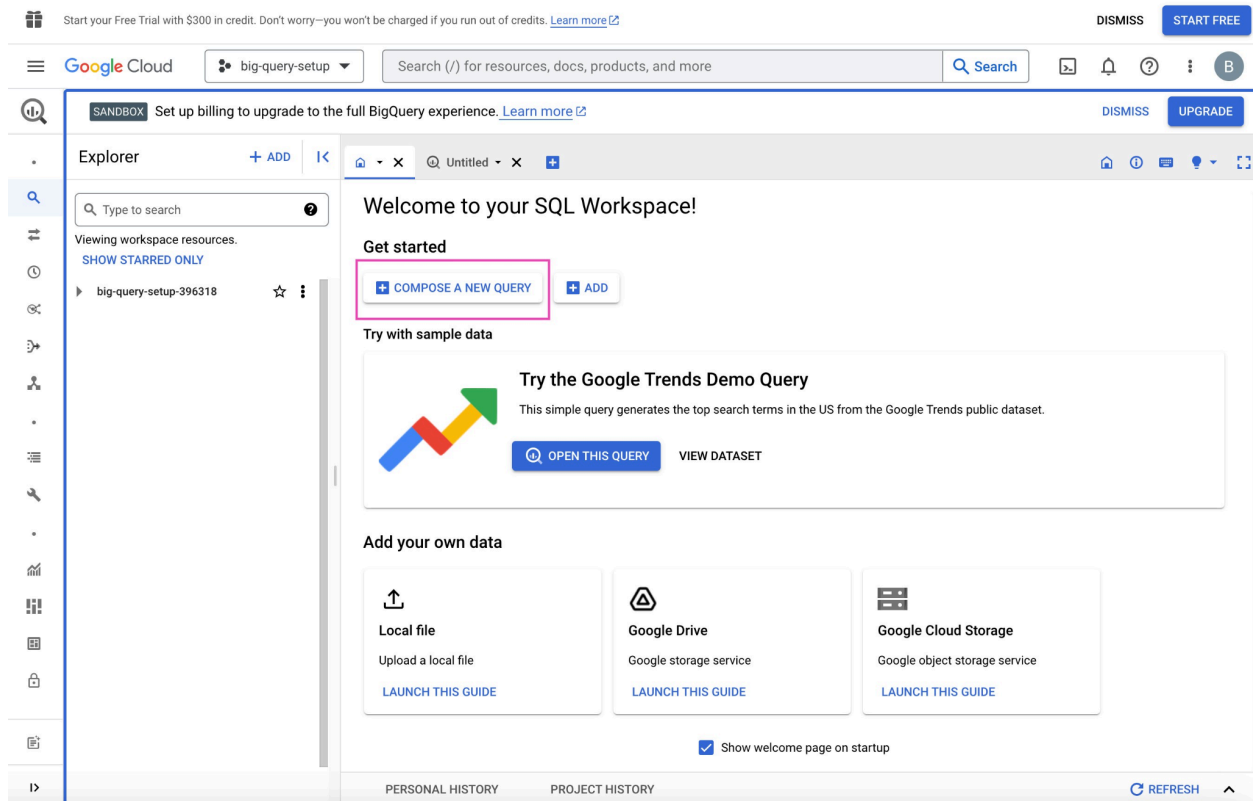 Start your Free Trial with $300 in credit. Don't worry—you won't be charged if you run out of credits. Learn more
DISMISS
START FREE
Google Cloud
big-query-setup
Search (/) for resources, docs, products, and more
Search
B
SANDBOX Set up billing to upgrade to the full BigQuery experience. Learn more
DISMISS
UPGRADE
Explorer
+ ADD
Untitled
Type to search
Viewing workspace resources.
SHOW STARRED ONLY
big-query-setup-396318
Welcome to your SQL Workspace!
Get started
COMPOSE A NEW QUERY
ADD
Try with sample data
Try the Google Trends Demo Query
This simple query generates the top search terms in the US from the Google Trends public dataset.
OPEN THIS QUERY
VIEW DATASET
Add your own data
Local file
Upload a local file
LAUNCH THIS GUIDE
Google Drive
Google storage service
LAUNCH THIS GUIDE
Google Cloud Storage
Google object storage service
LAUNCH THIS GUIDE
Show welcome page on startup
PERSONAL HISTORY
PROJECT HISTORY
REFRESH